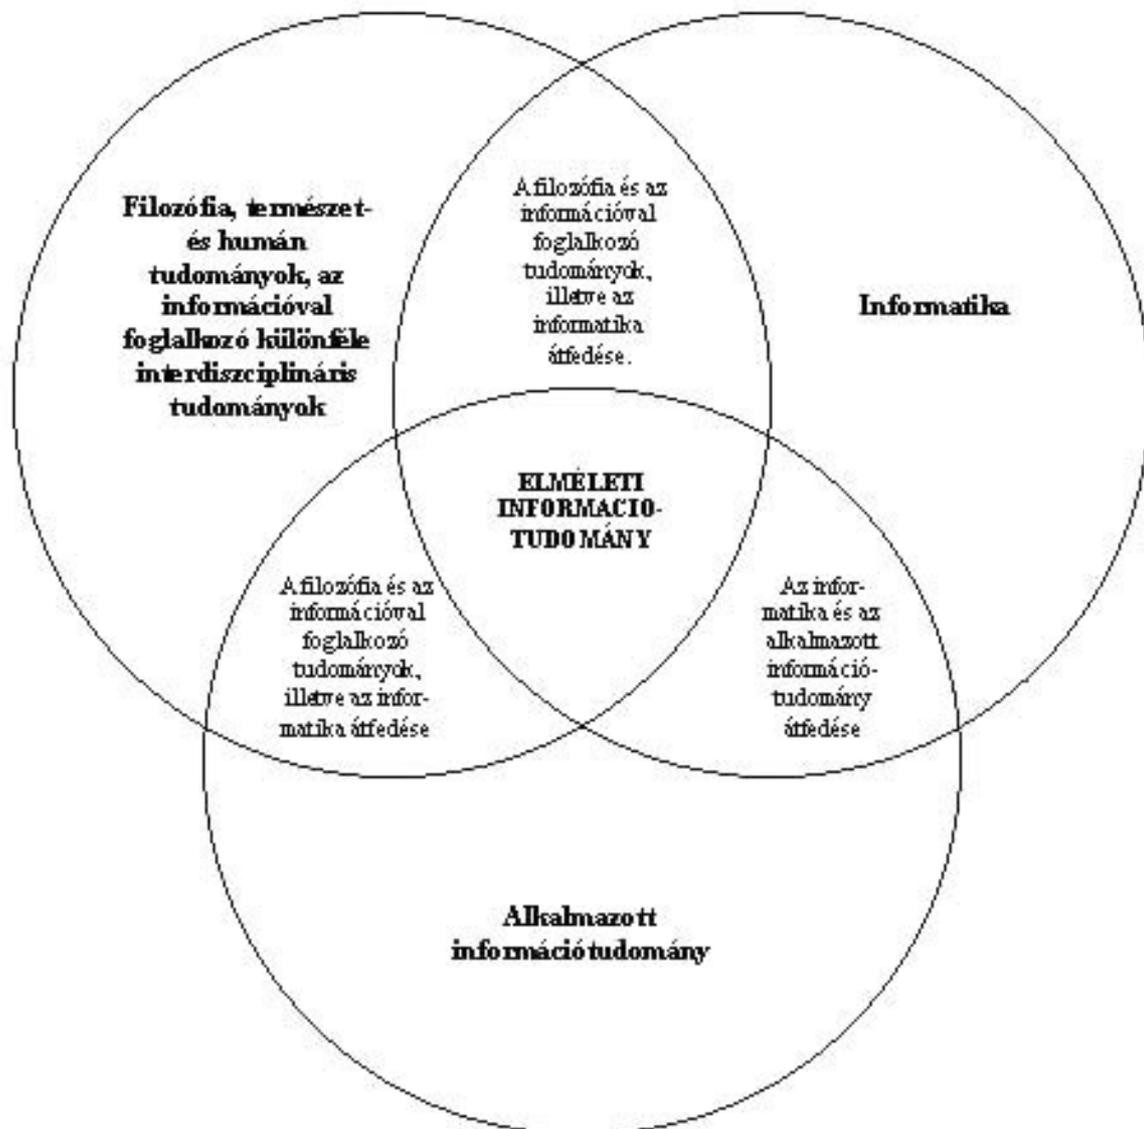 Filozófia, természet-
és humán
tudományok, az
információval
foglalkozó különféle
interdiszciplináris
tudományok
A filozófia és az
információval
foglalkozó
tudományok,
illetve az
informatika
átfedése.
Informatika
ELMÉLETI
INFORMACIO-
TUDOMÁNY
A filozófia és az
információval
foglalkozó
tudományok,
illetve az infor-
matika átfedése
Az infor-
matika és az
alkalmazott
információ-
tudomány
átfedése
Alkalmazott
információtudomány